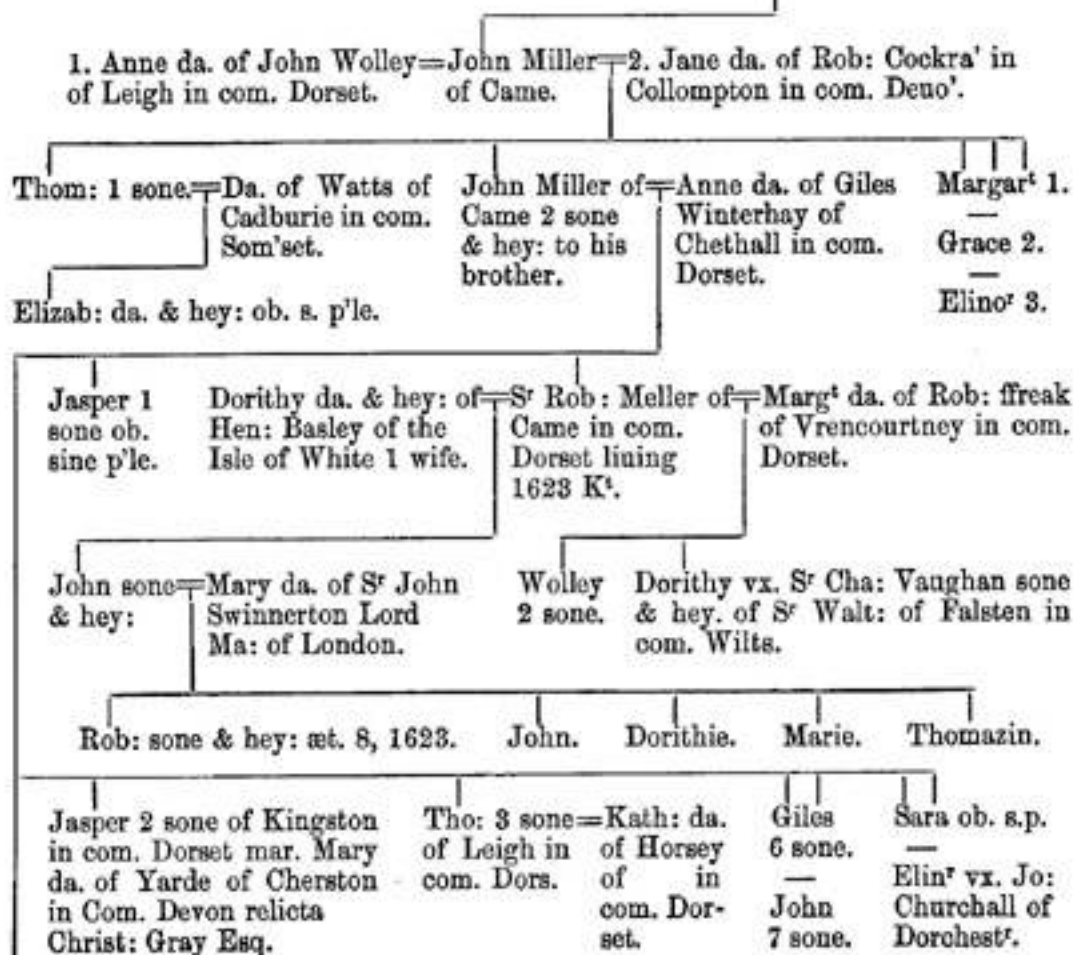 1. Anne da. of John Wolley=John Miller=2. Jane da. of Rob: Cockra' in
of Leigh in com. Dorset. of Came. Collompton in com. Deuo'.
Thom: 1 sone.=Da. of Watts of
Cadburie in com.
Som'set.
John Miller of=Anne da. of Giles
Came 2 sone Winterhay of
& hey: to his Chethall in com.
brother. Dorset.
Margarᵗ 1.
—
Grace 2.
—
Elinoʳ 3.
Elizab: da. & hey: ob. s. p'le.
Jasper 1
sone ob.
sine p'le.
Dorithy da. & hey: of=Sʳ Rob: Meller of=Margᵗ da. of Rob: ffreak
Hen: Basley of the Came in com. of Vrencourtney in com.
Isle of White 1 wife. Dorset liuing Dorset.
1623 Kᵗ.
John sone=Mary da. of Sʳ John
& hey: Swinnerton Lord
Ma: of London.
Wolley
2 sone.
Dorithy vx. Sʳ Cha: Vaughan sone
& hey. of Sʳ Walt: of Falsten in
com. Wilts.
Rob: sone & hey: æt. 8, 1623. John. Dorithie. Marie. Thomazin.
Jasper 2 sone of Kingston
in com. Dorset mar. Mary
da. of Yarde of Cherston
in Com. Devon relicta
Christ: Gray Esq.
Tho: 3 sone=Kath: da.
of Leigh in of Horsey
com. Dors. of in
com. Dor-
set.
Giles
6 sone.
—
John
7 sone.
Sara ob. s.p.
—
Elinʳ vx. Jo:
Churchall of
Dorchestʳ.